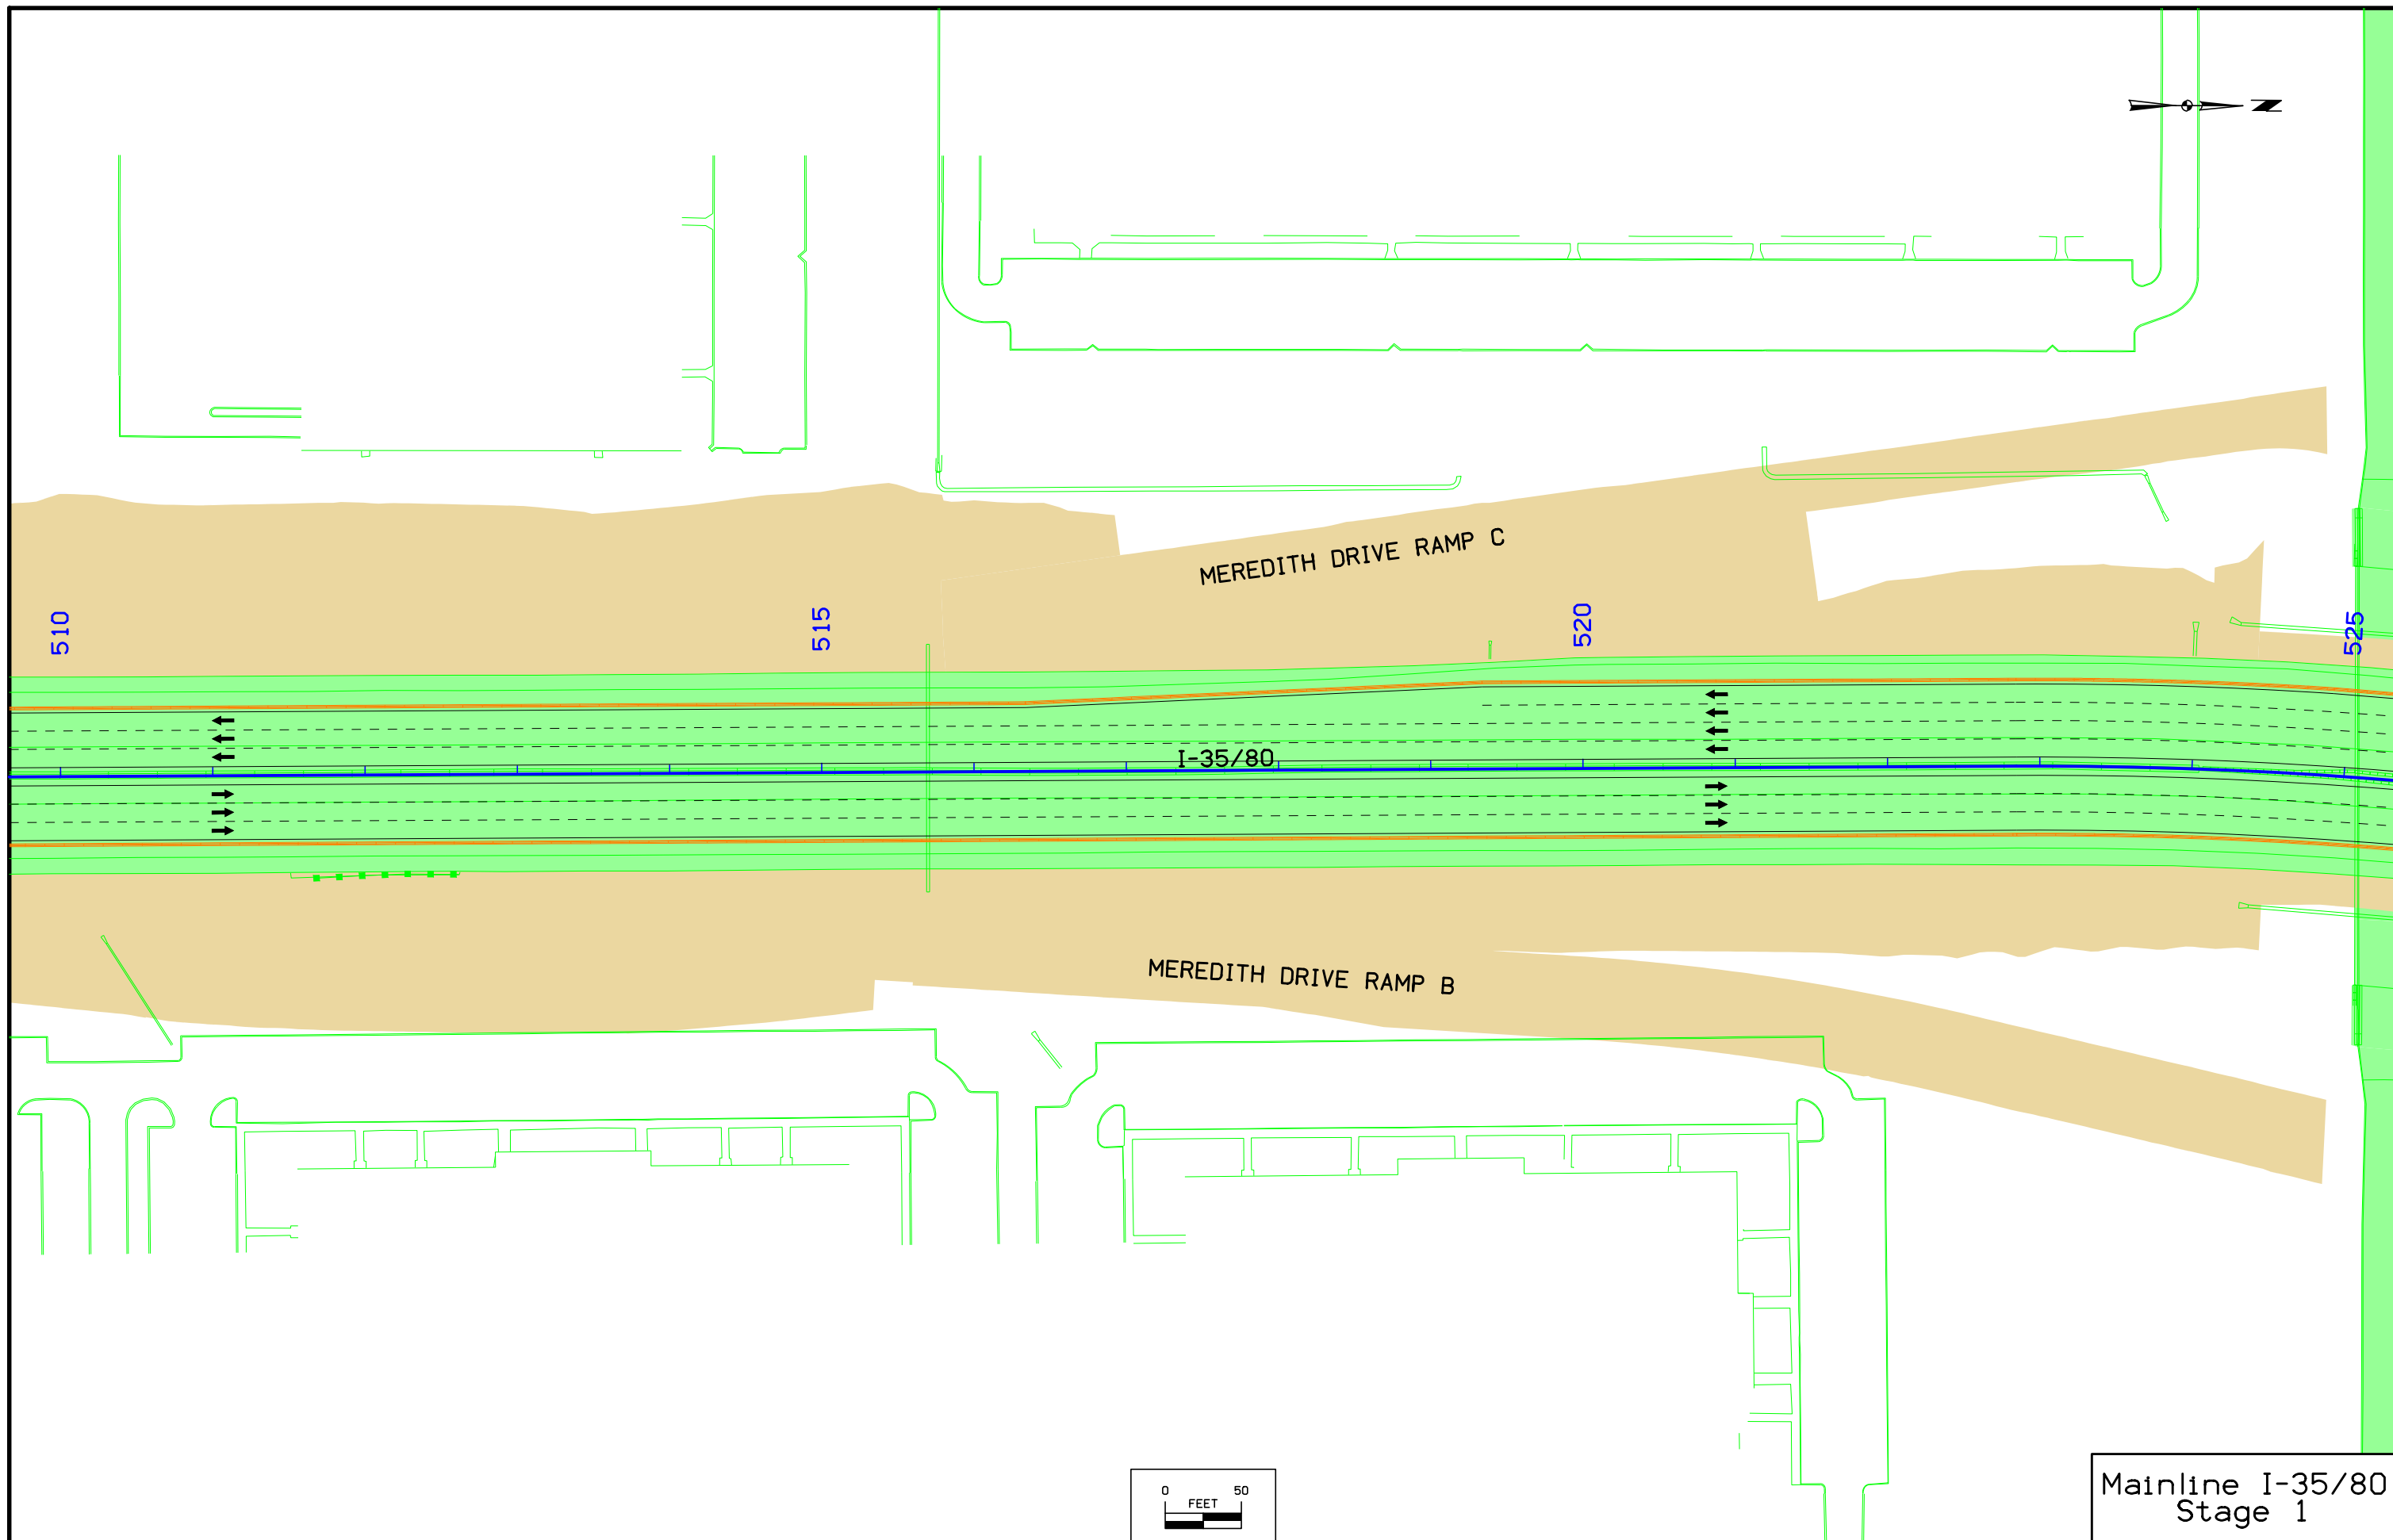 N
MEREDITH DRIVE RAMP C
510
515
520
525
I-35/80
MEREDITH DRIVE RAMP B
0 50
FEET
Mainline I-35/80
Stage 1